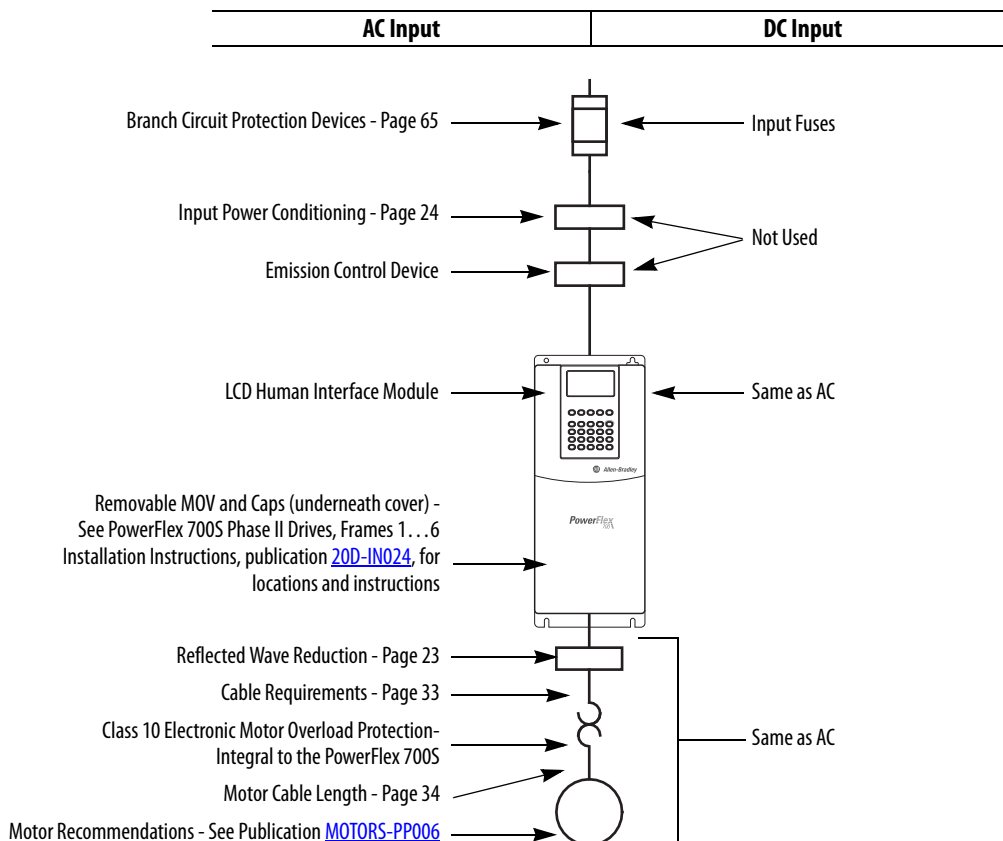 AC Input
DC Input
Branch Circuit Protection Devices - Page 65
Input Fuses
Input Power Conditioning - Page 24
Not Used
Emission Control Device
LCD Human Interface Module
Same as AC
Allen-Bradley
Removable MOV and Caps (underneath cover) -
See PowerFlex 700S Phase II Drives, Frames 1…6
Installation Instructions, publication 20D-IN024, for
locations and instructions
PowerFlex
Reflected Wave Reduction - Page 23
Cable Requirements - Page 33
Class 10 Electronic Motor Overload Protection-
Integral to the PowerFlex 700S
Same as AC
Motor Cable Length - Page 34
Motor Recommendations - See Publication MOTORS-PP006